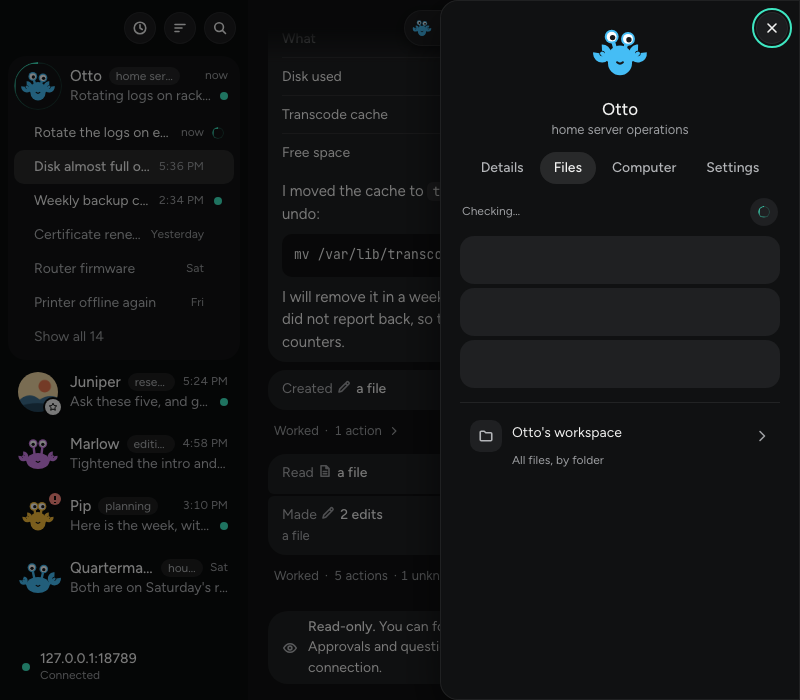 Otto home ser... now
Rotating logs on rack...
Rotate the logs on e... now
Disk almost full o... 5:36 PM
Weekly backup c... 2:34 PM
Certificate rene... Yesterday
Router firmware Sat
Printer offline again Fri
Show all 14
Juniper rese... 5:24 PM
Ask these five, and g...
Marlow editi... 4:58 PM
Tightened the intro and...
Pip planning 3:10 PM
Here is the week, wit...
Quarterma... hou... Sat
Both are on Saturday's r...
127.0.0.1:18789
Connected
What
Disk used
Transcode cache
Free space
I moved the cache to
undo:
mv /var/lib/transco
I will remove it in a week
did not report back, so
counters.
Created a file
Worked · 1 action
Read a file
Made 2 edits
a file
Worked · 5 actions · 1 unkn
Read-only. You can fo
Approvals and questi
connection.
Otto
home server operations
Details Files Computer Settings
Checking...
Otto's workspace
All files, by folder